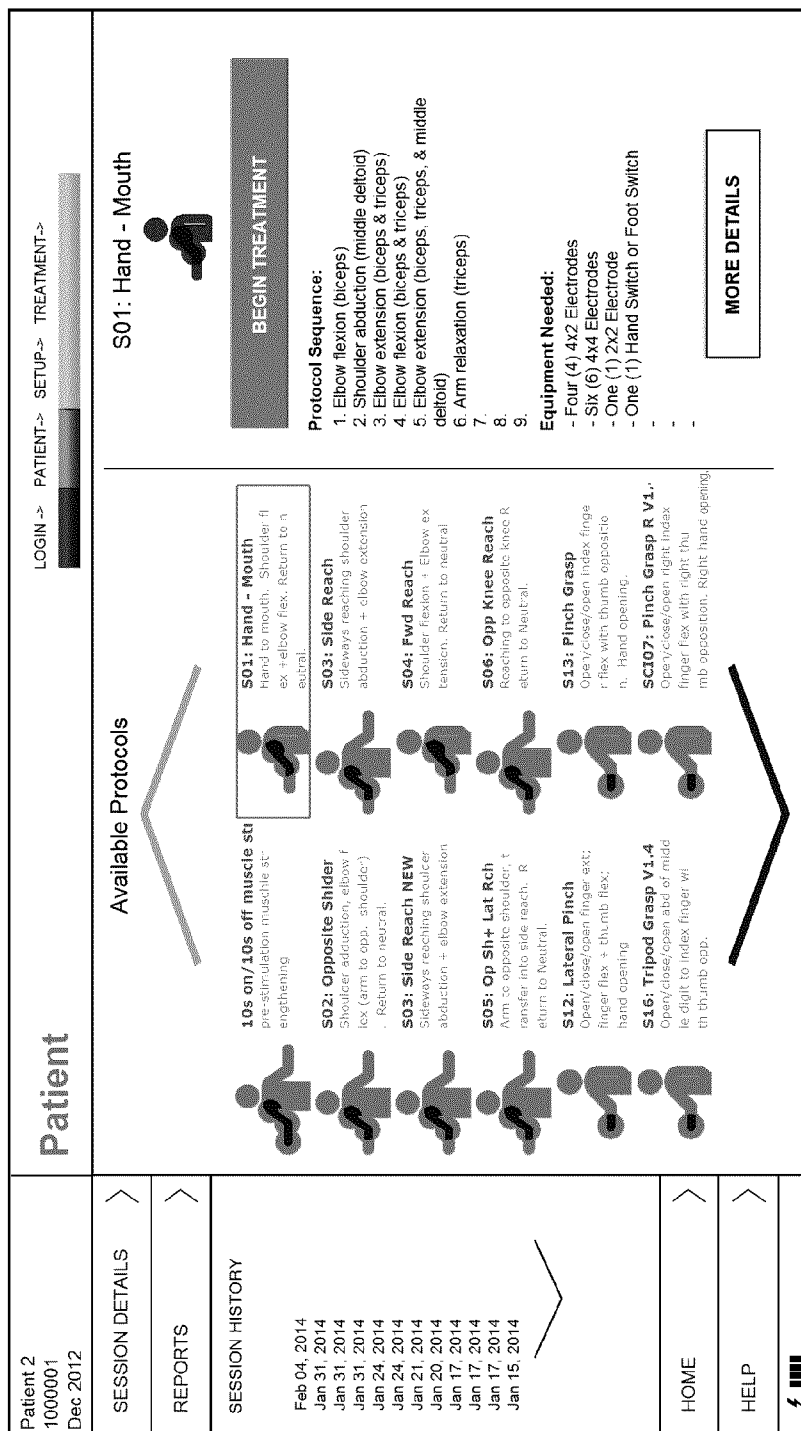 Patient 2
1000001
Dec 2012
Patient
LOGIN -> PATIENT-> SETUP-> TREATMENT->
SESSION DETAILS
REPORTS
SESSION HISTORY
Feb 04, 2014
Jan 31, 2014
Jan 31, 2014
Jan 24, 2014
Jan 24, 2014
Jan 21, 2014
Jan 20, 2014
Jan 17, 2014
Jan 17, 2014
Jan 17, 2014
Jan 15, 2014
HOME
HELP
Available Protocols
10s on/10s off muscle stı
pre-stimulation muschle str
engthening
S01: Hand - Mouth
Hand to mouth. Shoulder fl
ex +elbow flex. Return to n
eutral.
S02: Opposite Shlder
Shoulder adduction, elbow f
lex (arm to opp. shoulder)
. Return to neutral.
S03: Side Reach
Sideways reaching shoulder
abduction + elbow extension
S03: Side Reach NEW
Sideways reaching shoulder
abduction + elbow extension
S04: Fwd Reach
Shoulder flexion + Elbow ex
tension. Return to neutral
S05: Op Sh+ Lat Rch
Arm to opposite shoulder, t
ransfer into side reach. R
eturn to Neutral.
S06: Opp Knee Reach
Reaching to opposite knee R
eturn to Neutral.
S12: Lateral Pinch
Open/close/open finger ext;
finger flex + thumb flex;
hand opening
S13: Pinch Grasp
Open/close/open index finge
r flex with thumb oppositio
n. Hand opening.
S16: Tripod Grasp V1.4
Open/close/open abd of midd
le digit to index finger wi
th thumb opp.
SCI07: Pinch Grasp R V1.
Open/close/open right index
finger flex with right thu
mb opposition. Right hand opening.
S01: Hand - Mouth
BEGIN TREATMENT
Protocol Sequence:
1. Elbow flexion (biceps)
2. Shoulder abduction (middle deltoid)
3. Elbow extension (biceps & triceps)
4. Elbow flexion (biceps & triceps)
5. Elbow extension (biceps, triceps, & middle
deltoid)
6. Arm relaxation (triceps)
7.
8.
9.
Equipment Needed:
- Four (4) 4x2 Electrodes
- Six (6) 4x4 Electrodes
- One (1) 2x2 Electrode
- One (1) Hand Switch or Foot Switch
-
-
-
MORE DETAILS